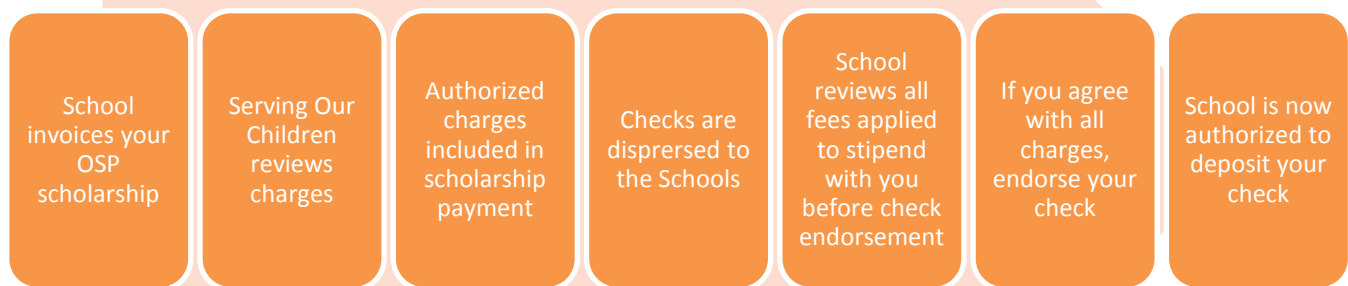 School
invoices your
OSP
scholarship
Serving Our
Children
reviews
charges
Authorized
charges
included in
scholarship
payment
Checks are
disprersed to
the Schools
School
reviews all
fees applied
to stipend
with you
before check
endorsement
If you agree
with all
charges,
endorse your
check
School is now
authorized to
deposit your
check